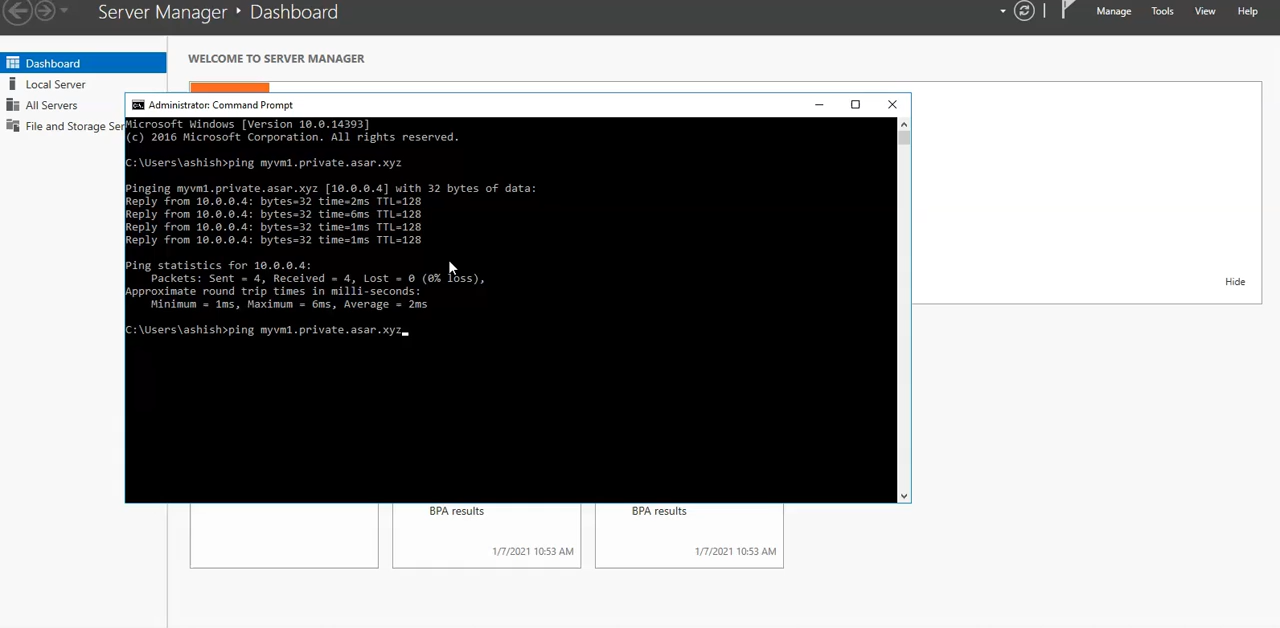 Server Manager ‣ Dashboard
Manage Tools View Help
Dashboard
Local Server
All Servers
File and Storage Ser
WELCOME TO SERVER MANAGER
Administrator: Command Prompt
Microsoft Windows [Version 10.0.14393]
(c) 2016 Microsoft Corporation. All rights reserved.
C:\Users\ashish>ping myvm1.private.asar.xyz
Pinging myvm1.private.asar.xyz [10.0.0.4] with 32 bytes of data:
Reply from 10.0.0.4: bytes=32 time=2ms TTL=128
Reply from 10.0.0.4: bytes=32 time=6ms TTL=128
Reply from 10.0.0.4: bytes=32 time=1ms TTL=128
Reply from 10.0.0.4: bytes=32 time=1ms TTL=128
Ping statistics for 10.0.0.4:
Packets: Sent = 4, Received = 4, Lost = 0 (0% loss),
Approximate round trip times in milli-seconds:
Minimum = 1ms, Maximum = 6ms, Average = 2ms
C:\Users\ashish>ping myvm1.private.asar.xyz
Hide
BPA results
BPA results
1/7/2021 10:53 AM
1/7/2021 10:53 AM